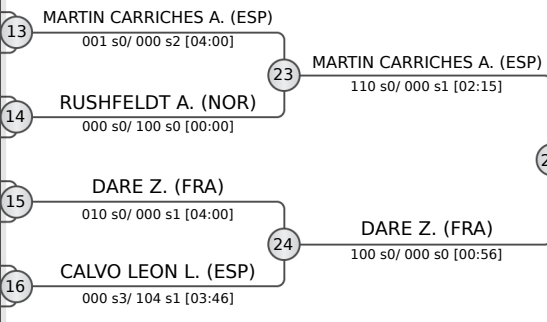 13
MARTIN CARRICHES A. (ESP)
001 s0/ 000 s2 [04:00]
23
MARTIN CARRICHES A. (ESP)
110 s0/ 000 s1 [02:15]
14
RUSHFELDT A. (NOR)
000 s0/ 100 s0 [00:00]
15
DARE Z. (FRA)
010 s0/ 000 s1 [04:00]
24
DARE Z. (FRA)
100 s0/ 000 s0 [00:56]
16
CALVO LEON L. (ESP)
000 s3/ 104 s1 [03:46]